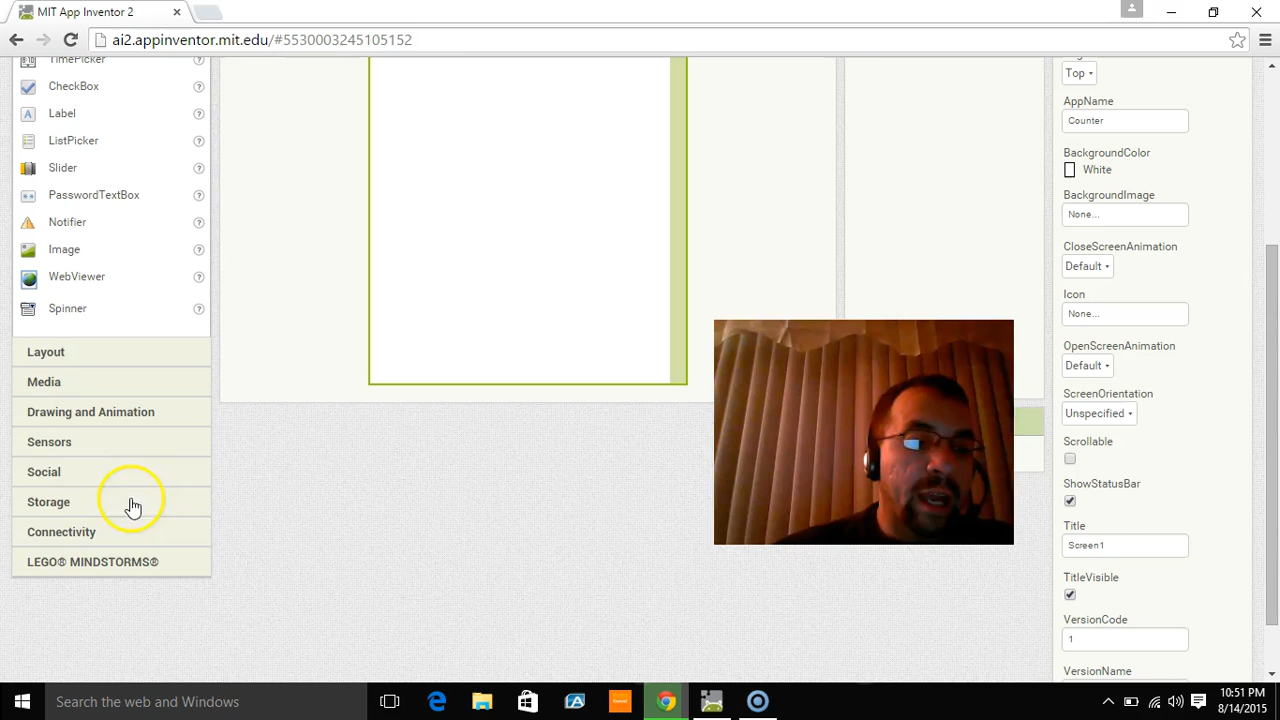 MIT App Inventor 2
ai2.appinventor.mit.edu/#5530003245105152
TimePicker
CheckBox
Label
ListPicker
Slider
PasswordTextBox
Notifier
Image
WebViewer
Spinner
Layout
Media
Drawing and Animation
Sensors
Social
Storage
Connectivity
LEGO® MINDSTORMS®
Top
AppName
Counter
BackgroundColor
White
BackgroundImage
None...
CloseScreenAnimation
Default
Icon
None...
OpenScreenAnimation
Default
ScreenOrientation
Unspecified
Scrollable
ShowStatusBar
Title
Screen1
TitleVisible
VersionCode
1
VersionName
Search the web and Windows
10:51 PM
8/14/2015